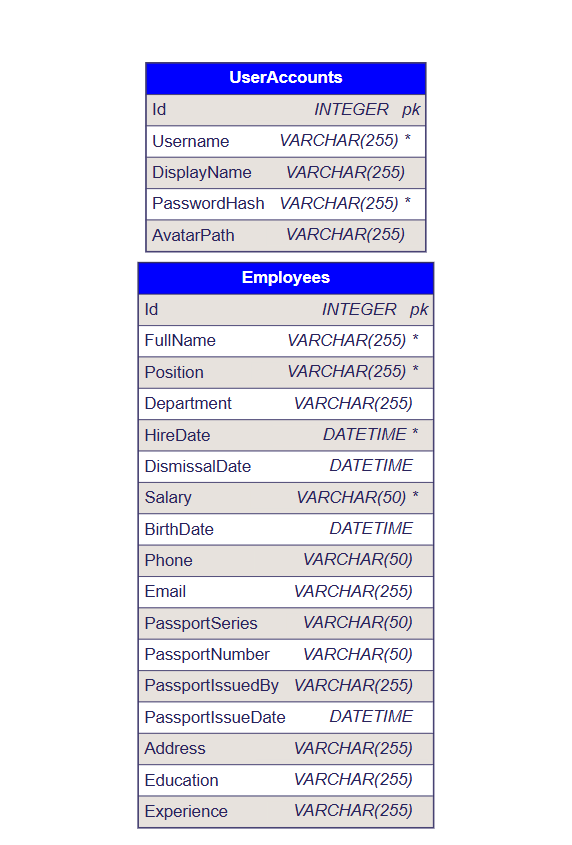 UserAccounts
Id INTEGER pk
Username VARCHAR(255) *
DisplayName VARCHAR(255)
PasswordHash VARCHAR(255) *
AvatarPath VARCHAR(255)
Employees
Id INTEGER pk
FullName VARCHAR(255) *
Position VARCHAR(255) *
Department VARCHAR(255)
HireDate DATETIME *
DismissalDate DATETIME
Salary VARCHAR(50) *
BirthDate DATETIME
Phone VARCHAR(50)
Email VARCHAR(255)
PassportSeries VARCHAR(50)
PassportNumber VARCHAR(50)
PassportIssuedBy VARCHAR(255)
PassportIssueDate DATETIME
Address VARCHAR(255)
Education VARCHAR(255)
Experience VARCHAR(255)